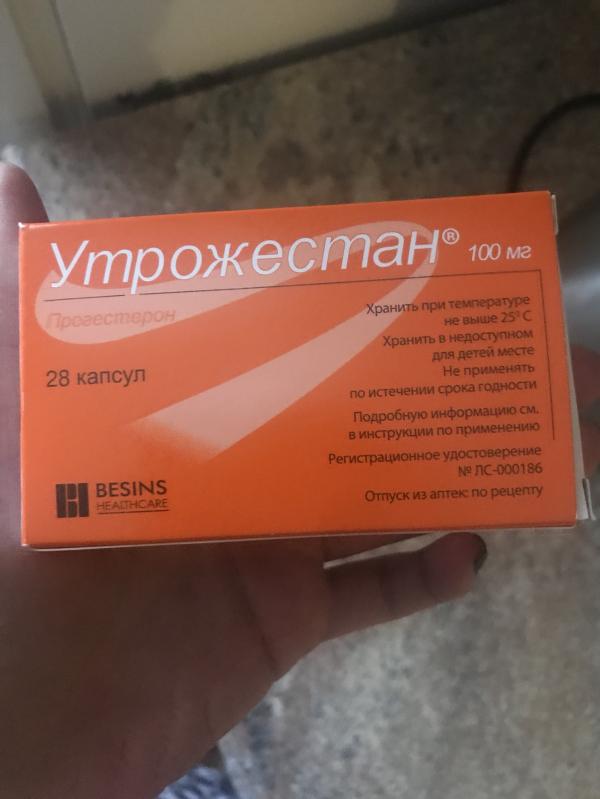 Утрожестан® 100 мг
Прогестерон
28 капсул
Хранить при температуре
не выше 25⁰ С
Хранить в недоступном
для детей месте
Не применять
по истечении срока годности
Подробную информацию см.
в инструкции по применению
Регистрационное удостоверение
№ ЛС-000186
Отпуск из аптек: по рецепту
BESINS
HEALTHCARE